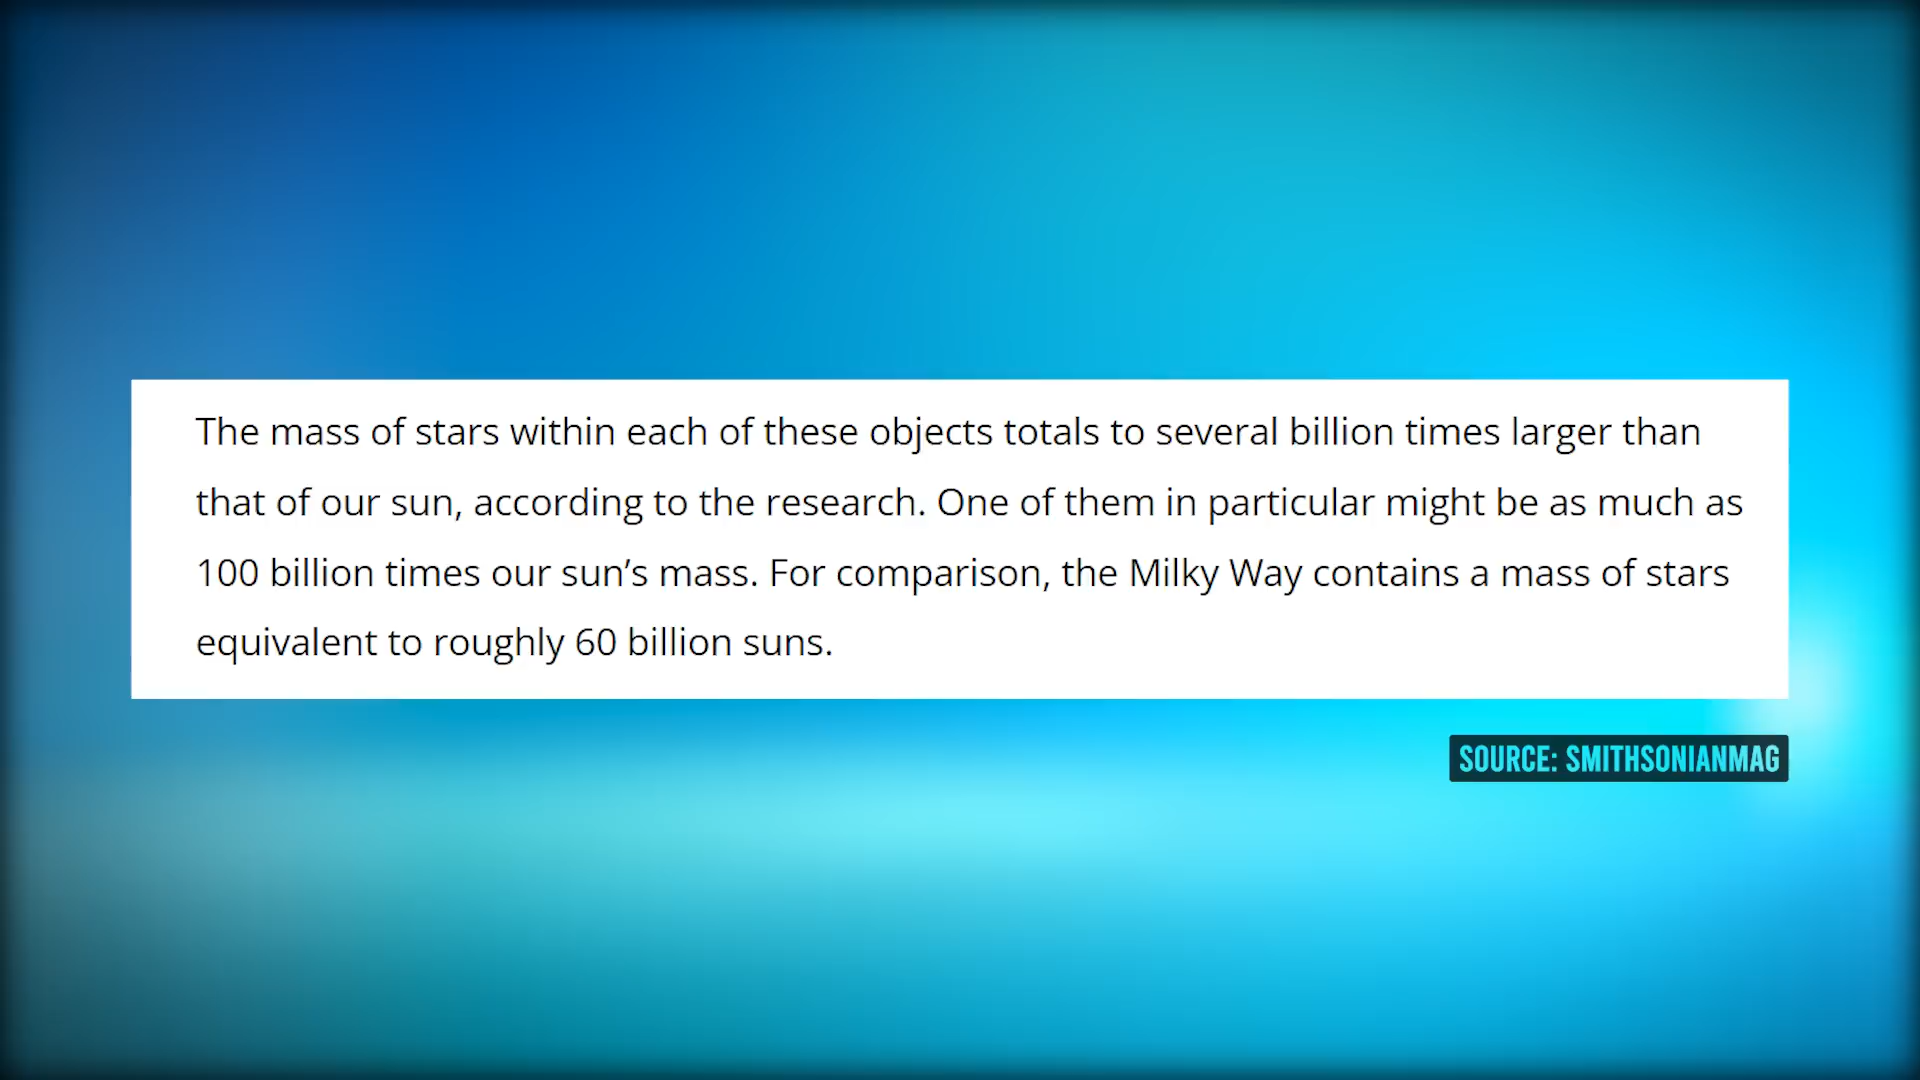 The mass of stars within each of these objects totals to several billion times larger than
that of our sun, according to the research. One of them in particular might be as much as
100 billion times our sun’s mass. For comparison, the Milky Way contains a mass of stars
equivalent to roughly 60 billion suns.
SOURCE: SMITHSONIANMAG